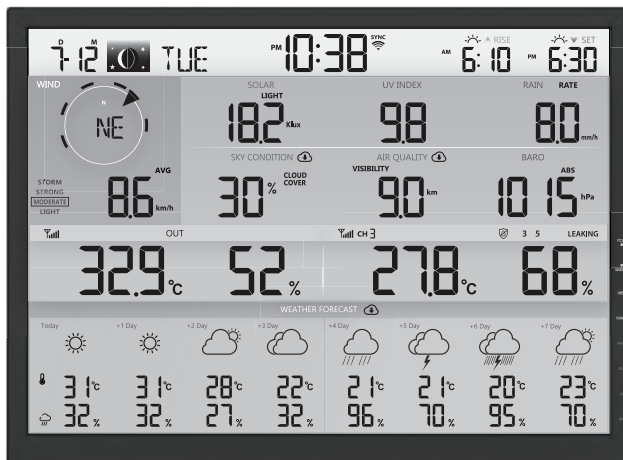 D M
7-12 TUE PM 10:38 SYNC
RISE SET
AM 6:10 PM 6:30
WIND SOLAR UV INDEX RAIN RATE
N LIGHT
NE 18.2 Klux 9.8 8.0 mm/h
SKY CONDITION AIR QUALITY BARO
AVG CLOUD COVER VISIBILITY ABS
8.6 km/h 30 % 9.0 km 1015 hPa
STORM
STRONG
MODERATE
LIGHT
OUT CH 3 3 5 LEAKING
32.9 °C 52 % 27.8 °C 68 %
WEATHER FORECAST
Today +1 Day +2 Day +3 Day +4 Day +5 Day +6 Day +7 Day
31 °C 31 °C 28 °C 22 °C 21 °C 21 °C 20 °C 23 °C
32 % 32 % 27 % 32 % 96 % 70 % 95 % 70 %